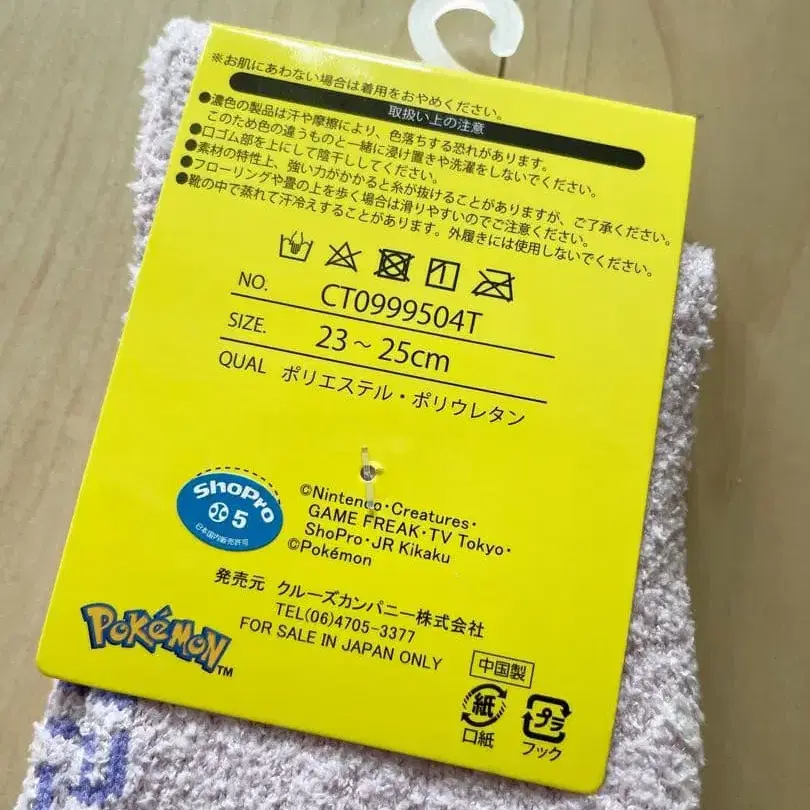 ※お肌にあわない場合は着用をおやめください。
取扱い上の注意
●濃色の製品は汗や摩擦により、色落ちする恐れがあります。
このため色の違うものと一緒に浸け置きや洗濯をしないでください。
●口ゴム部を上にして陰干ししてください。
●素材の特性上、強い力がかかると糸が抜けることがありますが、ご了承ください。
●フローリングや畳の上を歩く場合は滑りやすいのでご注意ください。
●靴の中で蒸れて汗冷えすることがあります。外履きには使用しないでください。
NO. CT0999504T
SIZE. 23～25cm
QUAL ポリエステル・ポリウレタン
ShoPro
5
日本国内販売許可
©Nintendo・Creatures・
GAME FREAK・TV Tokyo・
ShoPro・JR Kikaku
©Pokémon
発売元 クルーズカンパニー株式会社
TEL(06)4705-3377
FOR SALE IN JAPAN ONLY
POKéMON™
中国製
紙
口紙
プラ
フック